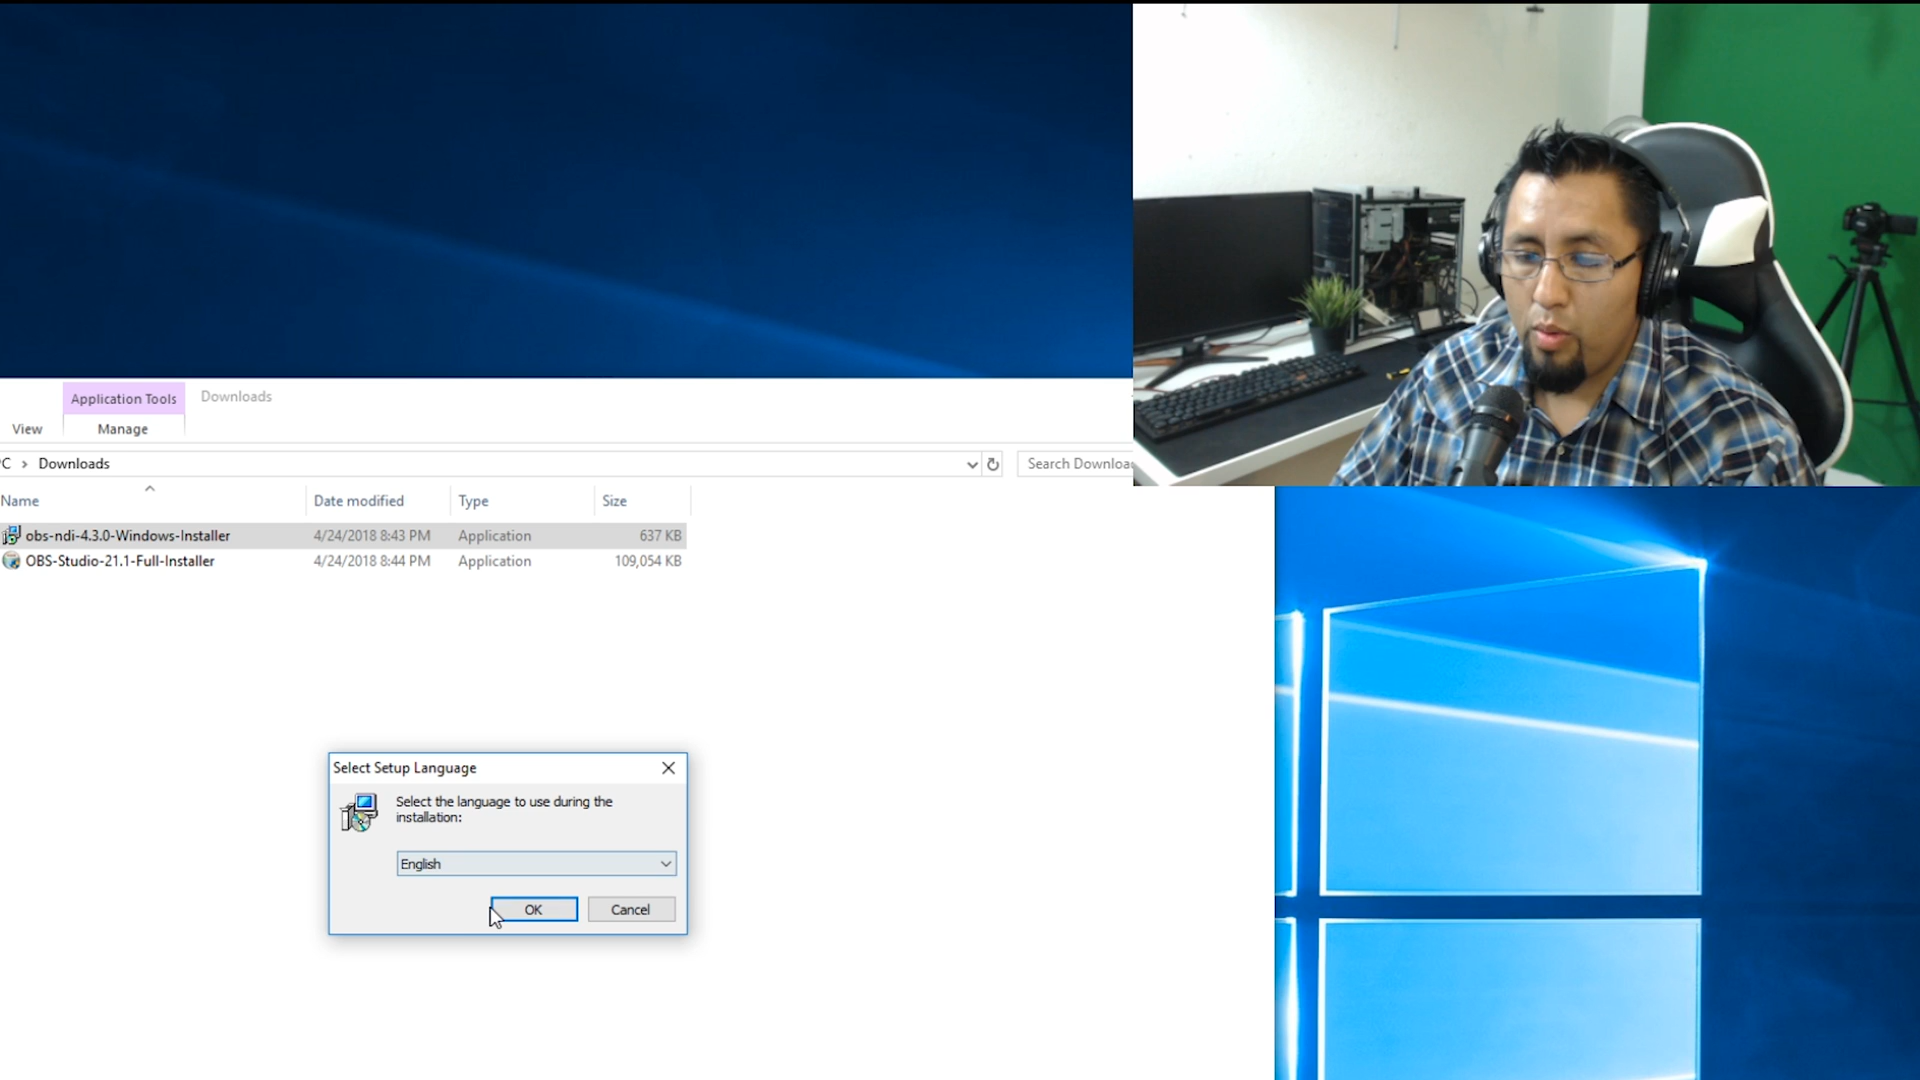 Application Tools
Downloads
View
Manage
PC > Downloads
Search Downloa
Name
Date modified
Type
Size
obs-ndi-4.3.0-Windows-Installer
4/24/2018 8:43 PM
Application
637 KB
OBS-Studio-21.1-Full-Installer
4/24/2018 8:44 PM
Application
109,054 KB
Select Setup Language
Select the language to use during the
installation:
English
OK
Cancel